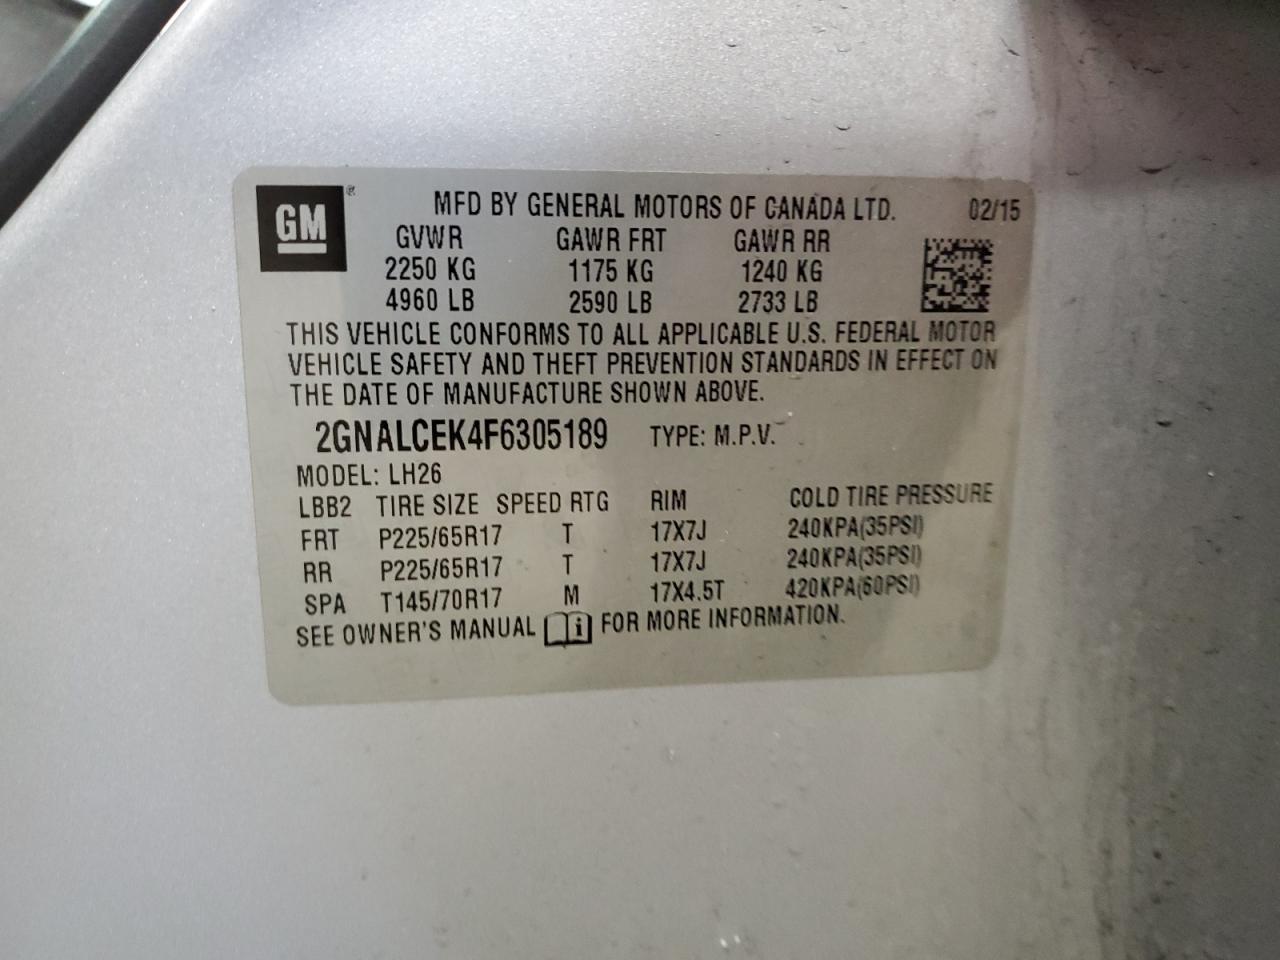 GM ® MFD BY GENERAL MOTORS OF CANADA LTD. 02/15
GVWR GAWR FRT GAWR RR
2250 KG 1175 KG 1240 KG
4960 LB 2590 LB 2733 LB
THIS VEHICLE CONFORMS TO ALL APPLICABLE U.S. FEDERAL MOTOR
VEHICLE SAFETY AND THEFT PREVENTION STANDARDS IN EFFECT ON
THE DATE OF MANUFACTURE SHOWN ABOVE.
2GNALCEK4F6305189 TYPE: M.P.V.
MODEL: LH26
LBB2 TIRE SIZE SPEED RTG RIM COLD TIRE PRESSURE
FRT P225/65R17 T 17X7J 240KPA(35PSI)
RR P225/65R17 T 17X7J 240KPA(35PSI)
SPA T145/70R17 M 17X4.5T 420KPA(60PSI)
SEE OWNER'S MANUAL i FOR MORE INFORMATION.